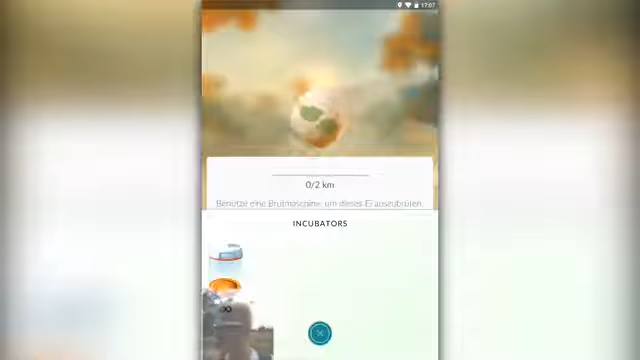 17:07
0/2 km
Benutze eine Brutmaschine, um dieses Ei auszubrüten.
INCUBATORS
∞